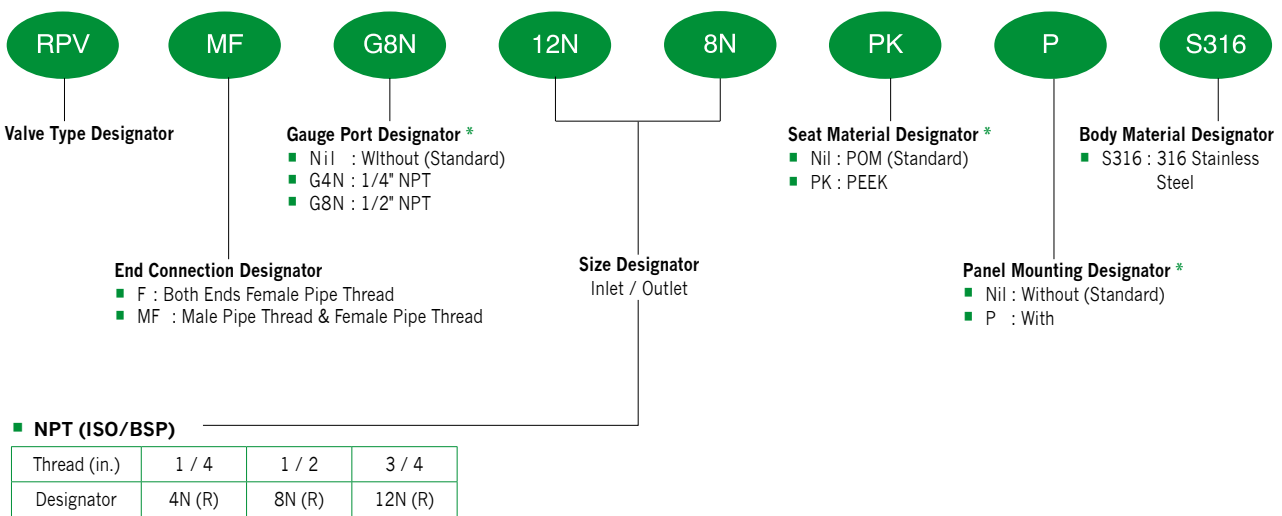 RPV MF G8N 12N 8N PK P S316
Valve Type Designator
Gauge Port Designator *
Nil : WIthout (Standard)
G4N : 1/4" NPT
G8N : 1/2" NPT
Seat Material Designator *
Nil : POM (Standard)
PK : PEEK
Body Material Designator
S316 : 316 Stainless
Steel
End Connection Designator
F : Both Ends Female Pipe Thread
MF : Male Pipe Thread & Female Pipe Thread
Size Designator
Inlet / Outlet
Panel Mounting Designator *
Nil : Without (Standard)
P : With
NPT (ISO/BSP)
Thread (in.) 1 / 4 1 / 2 3 / 4
Designator 4N (R) 8N (R) 12N (R)